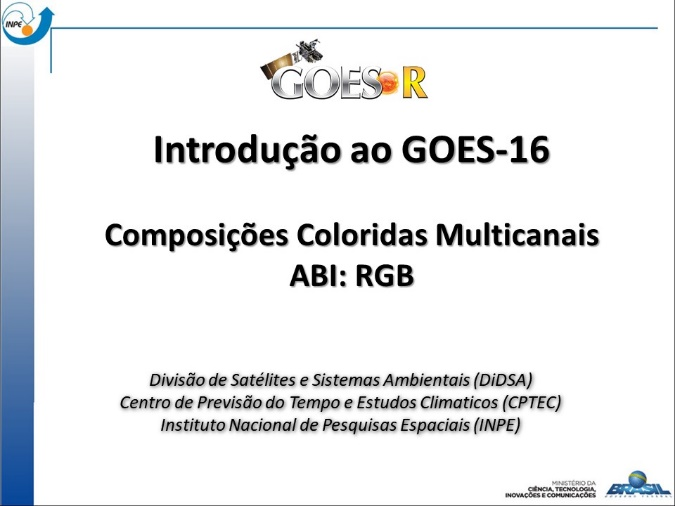 INPE
GOES R
Introdução ao GOES-16
Composições Coloridas Multicanais
ABI: RGB
Divisão de Satélites e Sistemas Ambientais (DiDSA)
Centro de Previsão do Tempo e Estudos Climaticos (CPTEC)
Instituto Nacional de Pesquisas Espaciais (INPE)
MINISTÉRIO DA
CIÊNCIA, TECNOLOGIA,
INOVAÇÕES E COMUNICAÇÕES
BRASIL
GOVERNO FEDERAL